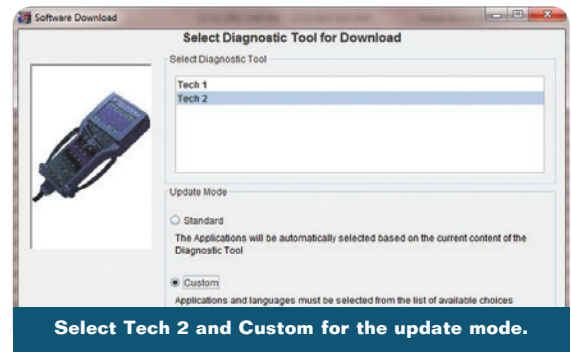 Software Download
Select Diagnostic Tool for Download
Select Diagnostic Tool
Tech 1
Tech 2
Update Mode
Standard
The Applications will be automatically selected based on the current content of the
Diagnostic Tool
Custom
Applications and languages must be selected from the list of available choices
Select Tech 2 and Custom for the update mode.